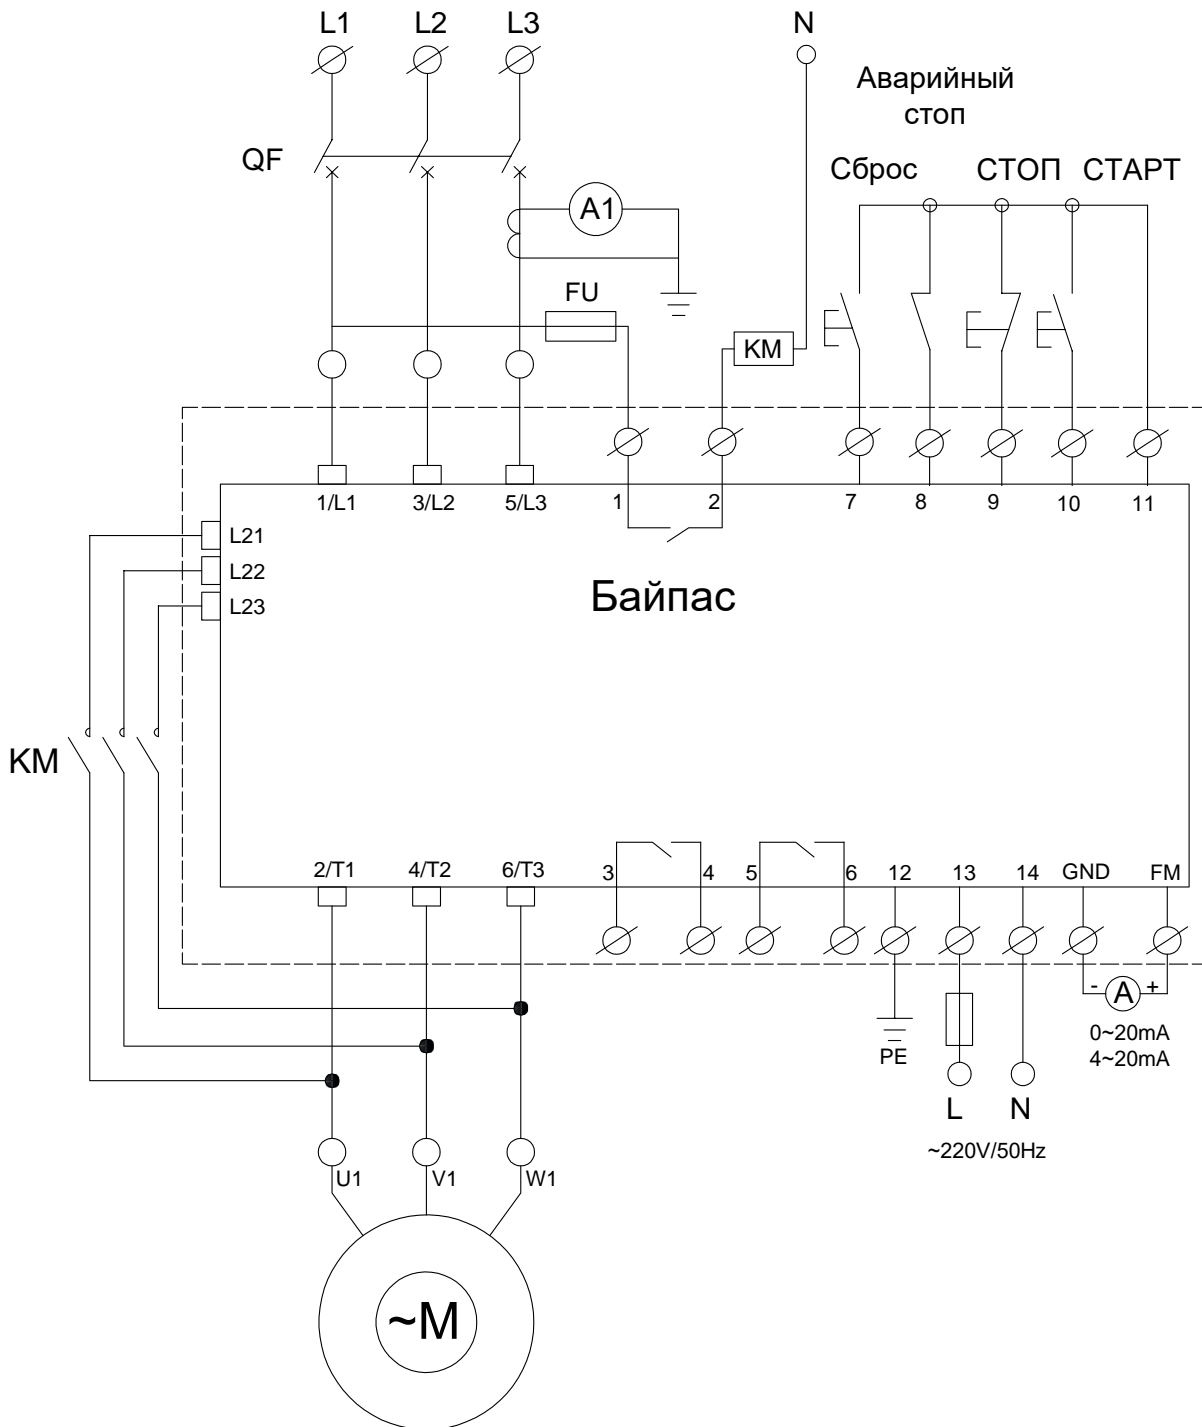 L1 L2 L3 N
Аварийный
стоп
QF
Сброс СТОП СТАРТ
A1
FU
KM
1/L1 3/L2 5/L3 1 2 7 8 9 10 11
L21
L22
L23
Байпас
KM
2/T1 4/T2 6/T3 3 4 5 6 12 13 14 GND FM
- A +
0~20mA
4~20mA
PE
L N
~220V/50Hz
U1 V1 W1
~M